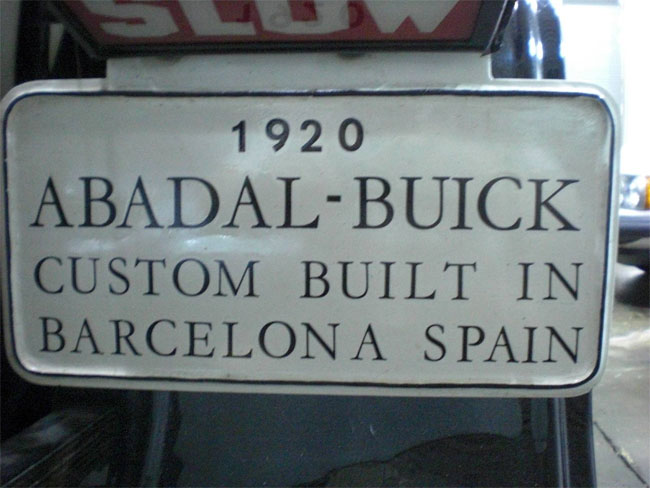 SLOW
1920
ABADAL-BUICK
CUSTOM BUILT IN
BARCELONA SPAIN